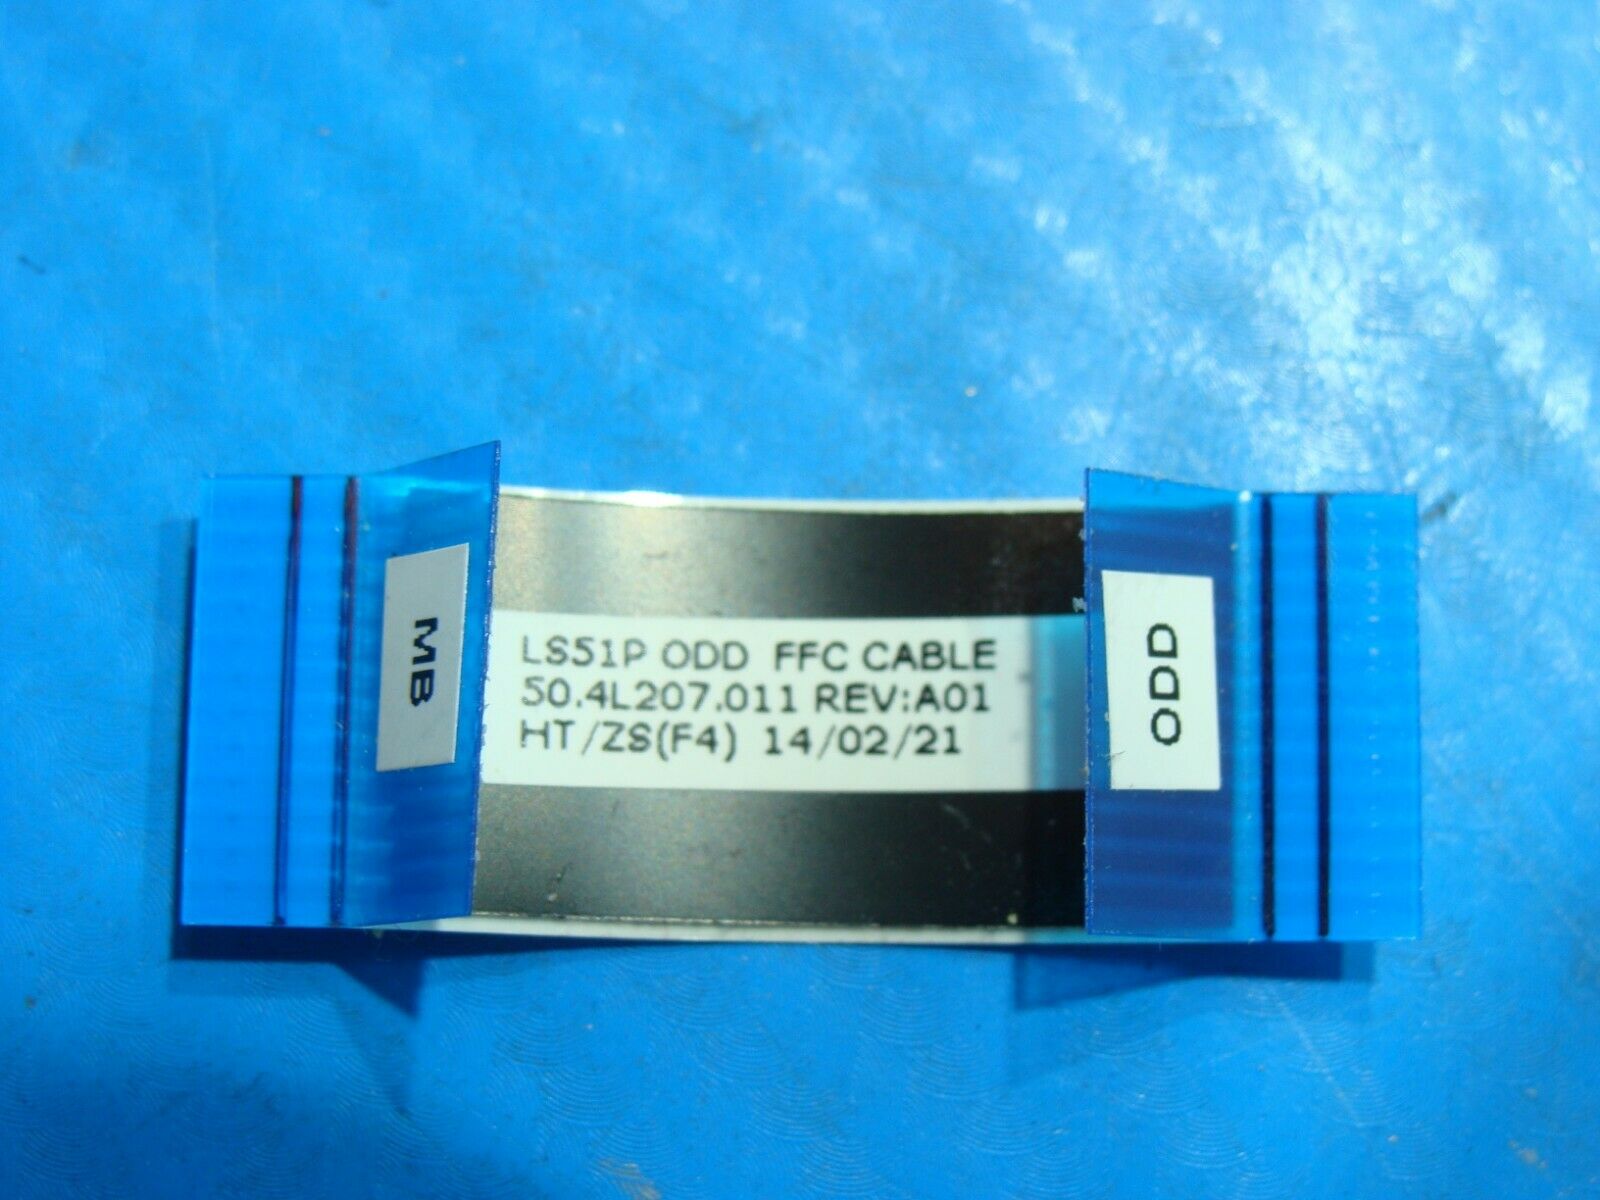 MB
LS51P ODD FFC CABLE
50.4L207.011 REV:A01
HT/ZS(F4) 14/02/21
ODD